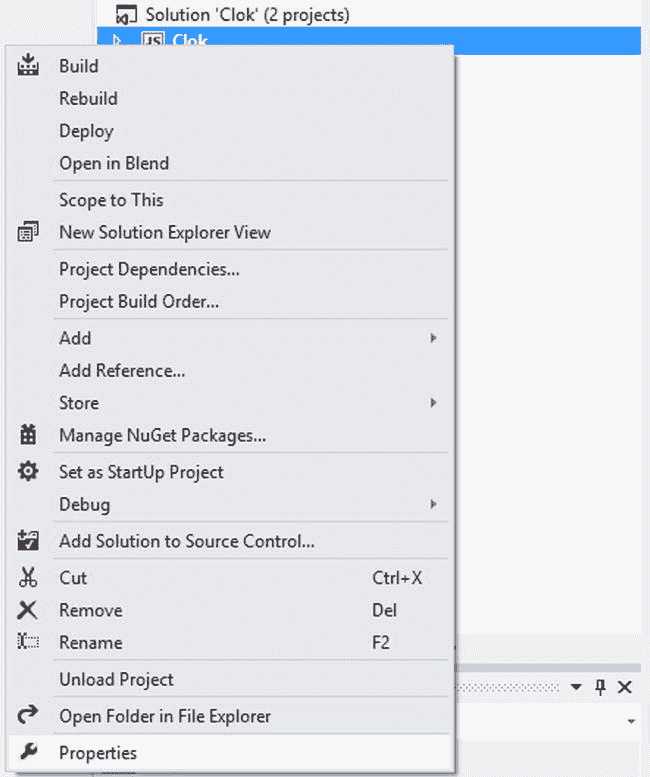 Solution 'Clok' (2 projects)
JS Clok
Build
Rebuild
Deploy
Open in Blend
Scope to This
New Solution Explorer View
Project Dependencies...
Project Build Order...
Add
Add Reference...
Store
Manage NuGet Packages...
Set as StartUp Project
Debug
Add Solution to Source Control...
Cut Ctrl+X
Remove Del
Rename F2
Unload Project
Open Folder in File Explorer
Properties